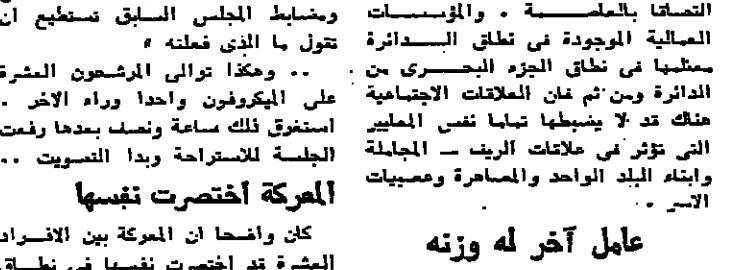 التصاقا بالعاصمة . والمؤسسات
العمالية الموجودة فى نطاق الدائرة
معظمها فى نطاق الجزء البحرى من
الدائرة ومن ثم فان العلاقات الاجتماعية
هناك قد لا يضبطها تماما نفس المعايير
التى تؤثر فى علاقات الريف — المجاملة
وابناء البلد الواحد والمصاهرة وعصبيات
الاسر ..
عامل آخر له وزنه
ومضابط المجلس السابق تستطيع ان
تقول ما الذى فعلته »
.. وهكذا توالى المرشحون العشرة
على الميكروفون واحدا وراء الاخر .
استغرق ذلك ساعة ونصف بعدها رفعت
الجلسة للاستراحة وبدا التصويت ..
المعركة اختصرت نفسها
كان واضحا ان المعركة بين الافراد
العشرة قد اختصرت نفسها فى نطاق